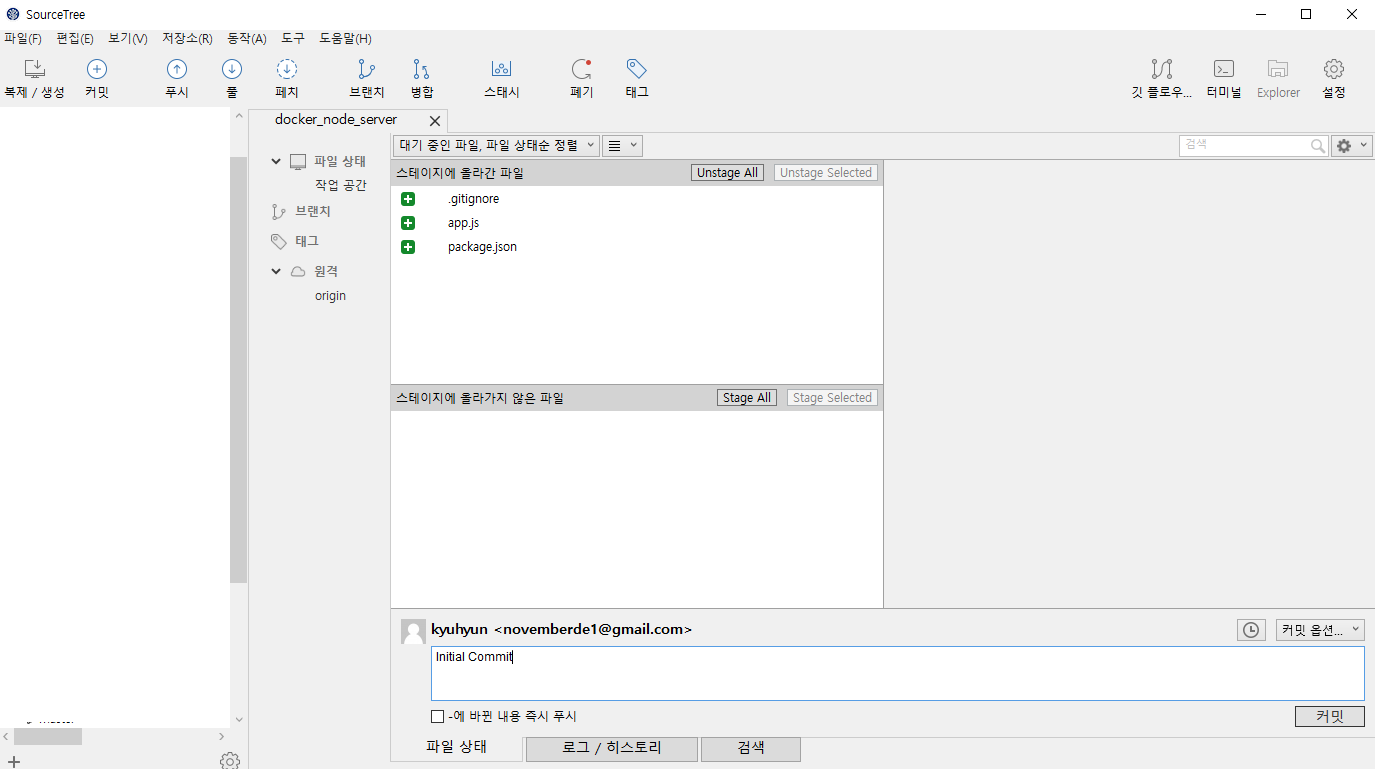 SourceTree
파일(F) 편집(E) 보기(V) 저장소(R) 동작(A) 도구 도움말(H)
복제 / 생성 커밋 푸시 풀 페치 브랜치 병합 스태시 폐기 태그 깃 플로우... 터미널 Explorer 설정
docker_node_server
대기 중인 파일, 파일 상태순 정렬 검색
파일 상태
작업 공간
브랜치
태그
원격
origin
스테이지에 올라간 파일 Unstage All Unstage Selected
.gitignore
app.js
package.json
스테이지에 올라가지 않은 파일 Stage All Stage Selected
kyuhyun <novemberde1@gmail.com> 커밋 옵션...
Initial Commit
-에 바뀐 내용 즉시 푸시 커밋
파일 상태 로그 / 히스토리 검색